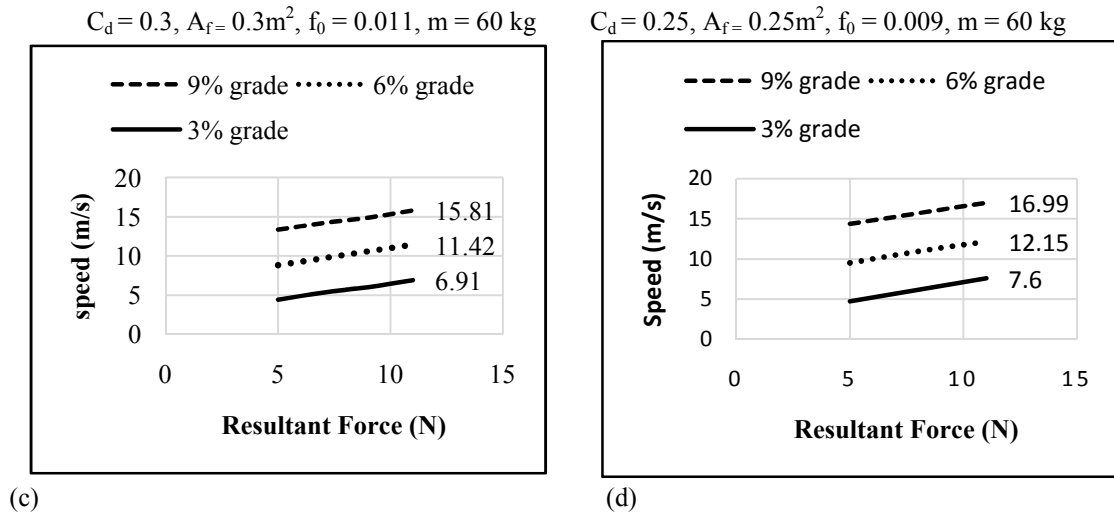 C_d = 0.3, A_f = 0.3m², f₀ = 0.011, m = 60 kg
9% grade 6% grade
3% grade
20
15
10
5
0
speed (m/s)
15.81
11.42
6.91
0 5 10 15
Resultant Force (N)
(c)
C_d = 0.25, A_f = 0.25m², f₀ = 0.009, m = 60 kg
9% grade 6% grade
3% grade
20
15
10
5
0
Speed (m/s)
16.99
12.15
7.6
0 5 10 15
Resultant Force (N)
(d)